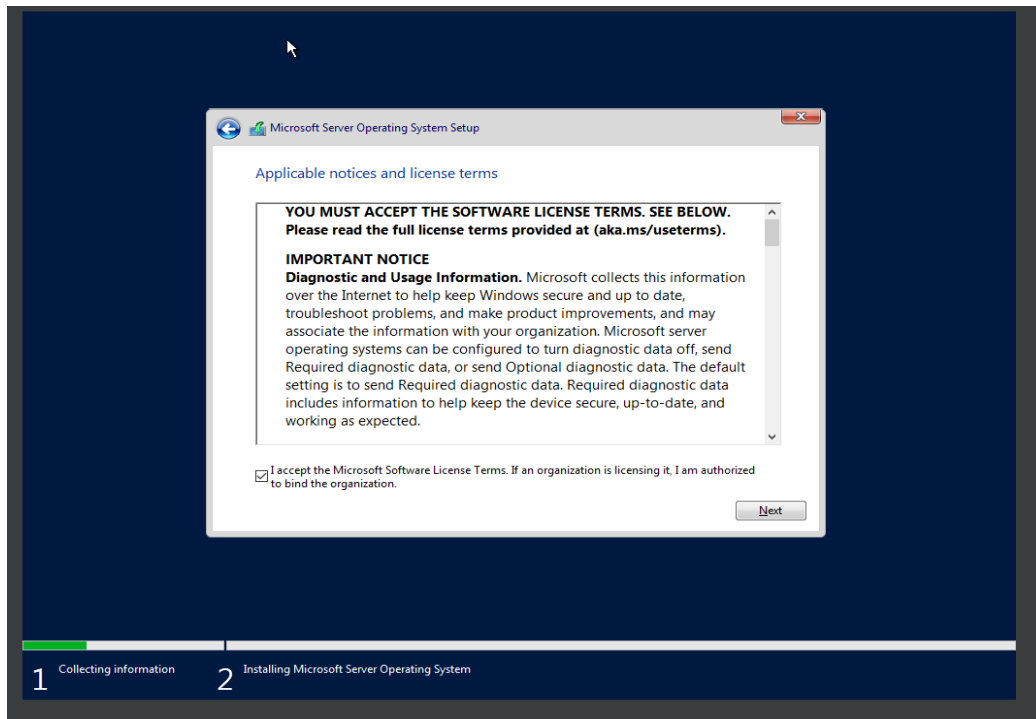 Microsoft Server Operating System Setup
Applicable notices and license terms
YOU MUST ACCEPT THE SOFTWARE LICENSE TERMS. SEE BELOW.
Please read the full license terms provided at (aka.ms/useterms).
IMPORTANT NOTICE
Diagnostic and Usage Information. Microsoft collects this information
over the Internet to help keep Windows secure and up to date,
troubleshoot problems, and make product improvements, and may
associate the information with your organization. Microsoft server
operating systems can be configured to turn diagnostic data off, send
Required diagnostic data, or send Optional diagnostic data. The default
setting is to send Required diagnostic data. Required diagnostic data
includes information to help keep the device secure, up-to-date, and
working as expected.
I accept the Microsoft Software License Terms. If an organization is licensing it, I am authorized
to bind the organization.
Next
1 Collecting information
2 Installing Microsoft Server Operating System